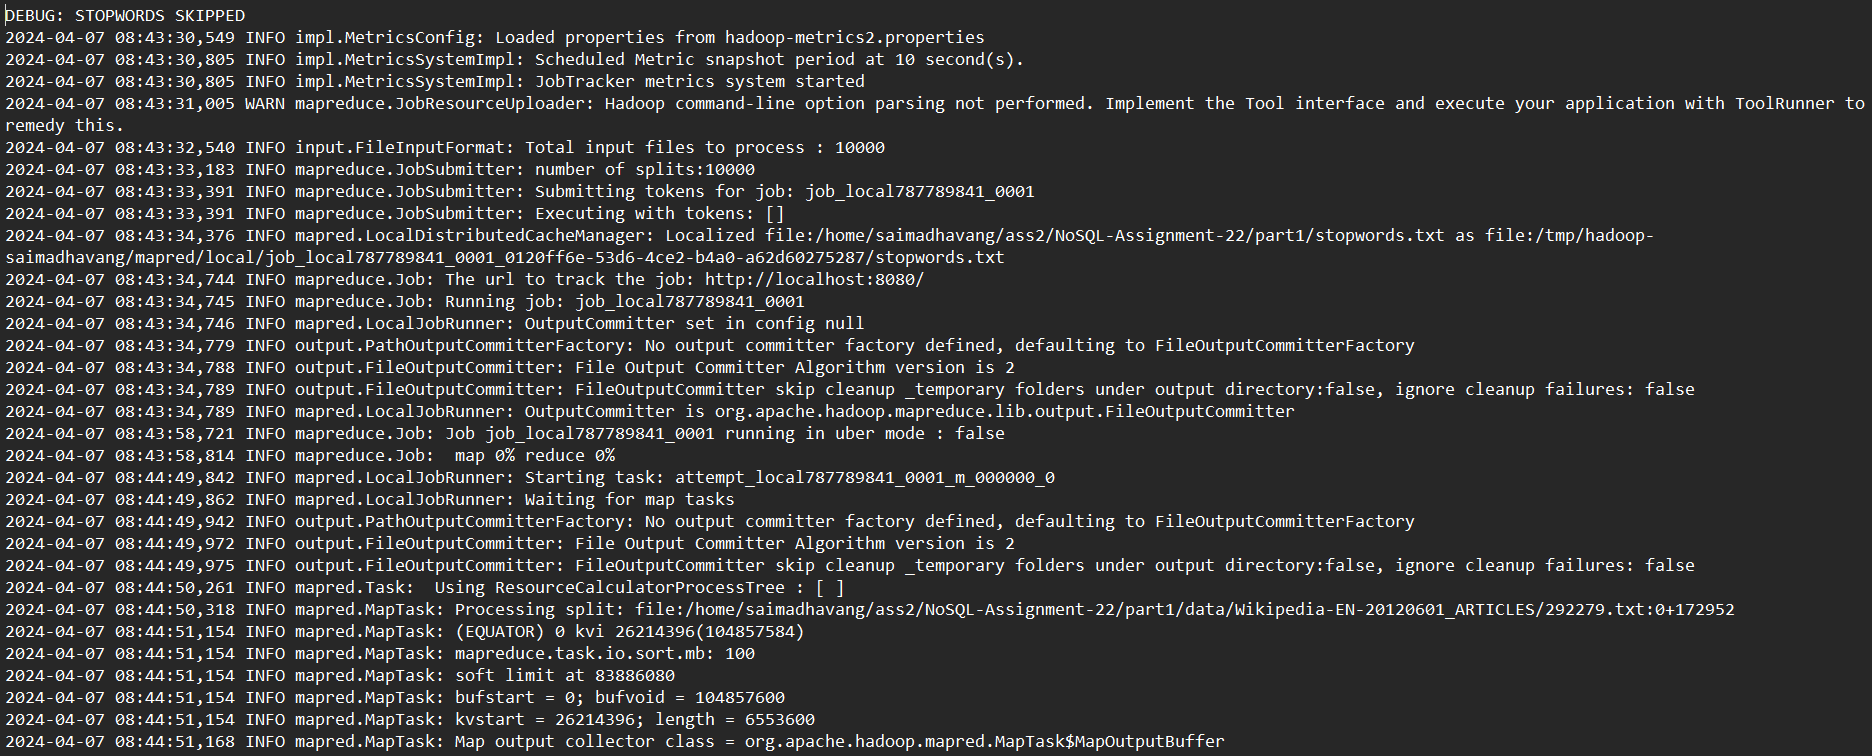 DEBUG: STOPWORDS SKIPPED
2024-04-07 08:43:30,549 INFO impl.MetricsConfig: Loaded properties from hadoop-metrics2.properties
2024-04-07 08:43:30,805 INFO impl.MetricsSystemImpl: Scheduled Metric snapshot period at 10 second(s).
2024-04-07 08:43:30,805 INFO impl.MetricsSystemImpl: JobTracker metrics system started
2024-04-07 08:43:31,005 WARN mapreduce.JobResourceUploader: Hadoop command-line option parsing not performed. Implement the Tool interface and execute your application with ToolRunner to
remedy this.
2024-04-07 08:43:32,540 INFO input.FileInputFormat: Total input files to process : 10000
2024-04-07 08:43:33,183 INFO mapreduce.JobSubmitter: number of splits:10000
2024-04-07 08:43:33,391 INFO mapreduce.JobSubmitter: Submitting tokens for job: job_local787789841_0001
2024-04-07 08:43:33,391 INFO mapreduce.JobSubmitter: Executing with tokens: []
2024-04-07 08:43:34,376 INFO mapred.LocalDistributedCacheManager: Localized file:/home/saimadhavang/ass2/NoSQL-Assignment-22/part1/stopwords.txt as file:/tmp/hadoop-
saimadhavang/mapred/local/job_local787789841_0001_0120ff6e-53d6-4ce2-b4a0-a62d60275287/stopwords.txt
2024-04-07 08:43:34,744 INFO mapreduce.Job: The url to track the job: http://localhost:8080/
2024-04-07 08:43:34,745 INFO mapreduce.Job: Running job: job_local787789841_0001
2024-04-07 08:43:34,746 INFO mapred.LocalJobRunner: OutputCommitter set in config null
2024-04-07 08:43:34,779 INFO output.PathOutputCommitterFactory: No output committer factory defined, defaulting to FileOutputCommitterFactory
2024-04-07 08:43:34,788 INFO output.FileOutputCommitter: File Output Committer Algorithm version is 2
2024-04-07 08:43:34,789 INFO output.FileOutputCommitter: FileOutputCommitter skip cleanup _temporary folders under output directory:false, ignore cleanup failures: false
2024-04-07 08:43:34,789 INFO mapred.LocalJobRunner: OutputCommitter is org.apache.hadoop.mapreduce.lib.output.FileOutputCommitter
2024-04-07 08:43:58,721 INFO mapreduce.Job: Job job_local787789841_0001 running in uber mode : false
2024-04-07 08:43:58,814 INFO mapreduce.Job:  map 0% reduce 0%
2024-04-07 08:44:49,842 INFO mapred.LocalJobRunner: Starting task: attempt_local787789841_0001_m_000000_0
2024-04-07 08:44:49,862 INFO mapred.LocalJobRunner: Waiting for map tasks
2024-04-07 08:44:49,942 INFO output.PathOutputCommitterFactory: No output committer factory defined, defaulting to FileOutputCommitterFactory
2024-04-07 08:44:49,972 INFO output.FileOutputCommitter: File Output Committer Algorithm version is 2
2024-04-07 08:44:49,975 INFO output.FileOutputCommitter: FileOutputCommitter skip cleanup _temporary folders under output directory:false, ignore cleanup failures: false
2024-04-07 08:44:50,261 INFO mapred.Task:  Using ResourceCalculatorProcessTree : [ ]
2024-04-07 08:44:50,318 INFO mapred.MapTask: Processing split: file:/home/saimadhavang/ass2/NoSQL-Assignment-22/part1/data/Wikipedia-EN-20120601_ARTICLES/292279.txt:0+172952
2024-04-07 08:44:51,154 INFO mapred.MapTask: (EQUATOR) 0 kvi 26214396(104857584)
2024-04-07 08:44:51,154 INFO mapred.MapTask: mapreduce.task.io.sort.mb: 100
2024-04-07 08:44:51,154 INFO mapred.MapTask: soft limit at 83886080
2024-04-07 08:44:51,154 INFO mapred.MapTask: bufstart = 0; bufvoid = 104857600
2024-04-07 08:44:51,154 INFO mapred.MapTask: kvstart = 26214396; length = 6553600
2024-04-07 08:44:51,168 INFO mapred.MapTask: Map output collector class = org.apache.hadoop.mapred.MapTask$MapOutputBuffer